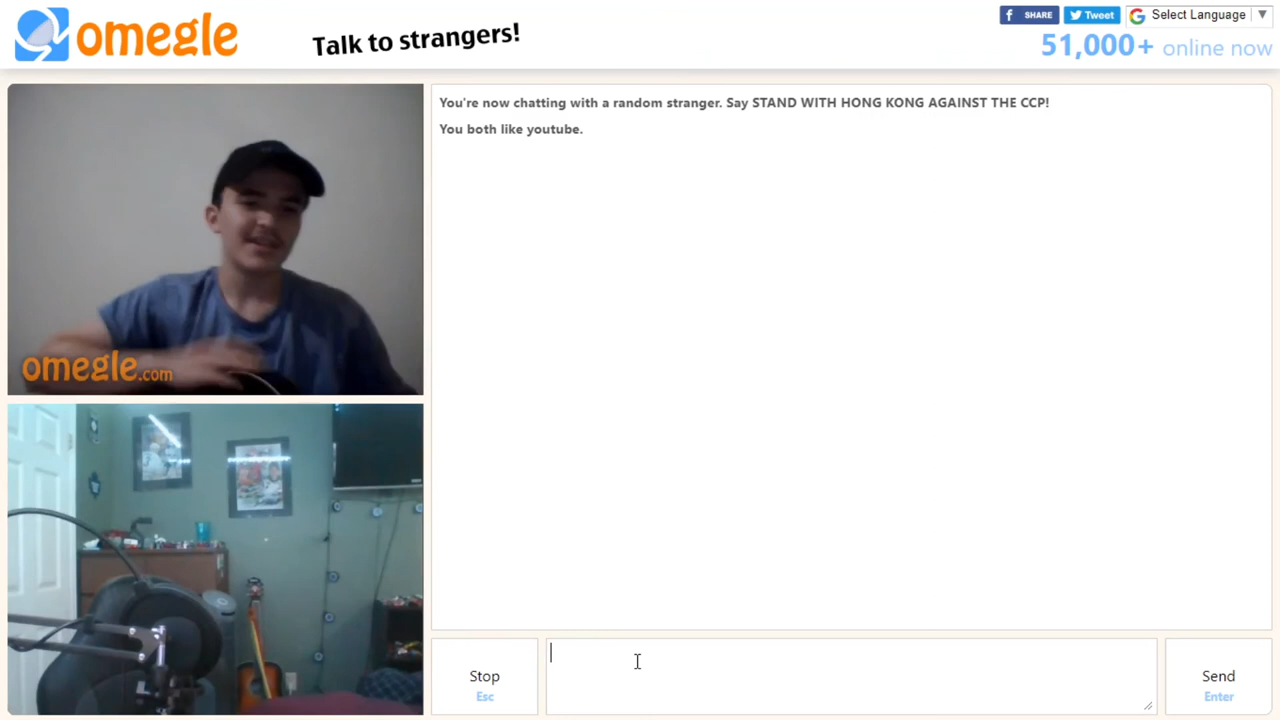 omegle
Talk to strangers!
SHARE
Tweet
Select Language
51,000+ online now
You're now chatting with a random stranger. Say STAND WITH HONG KONG AGAINST THE CCP!
You both like youtube.
omegle.com
Stop
Esc
Send
Enter